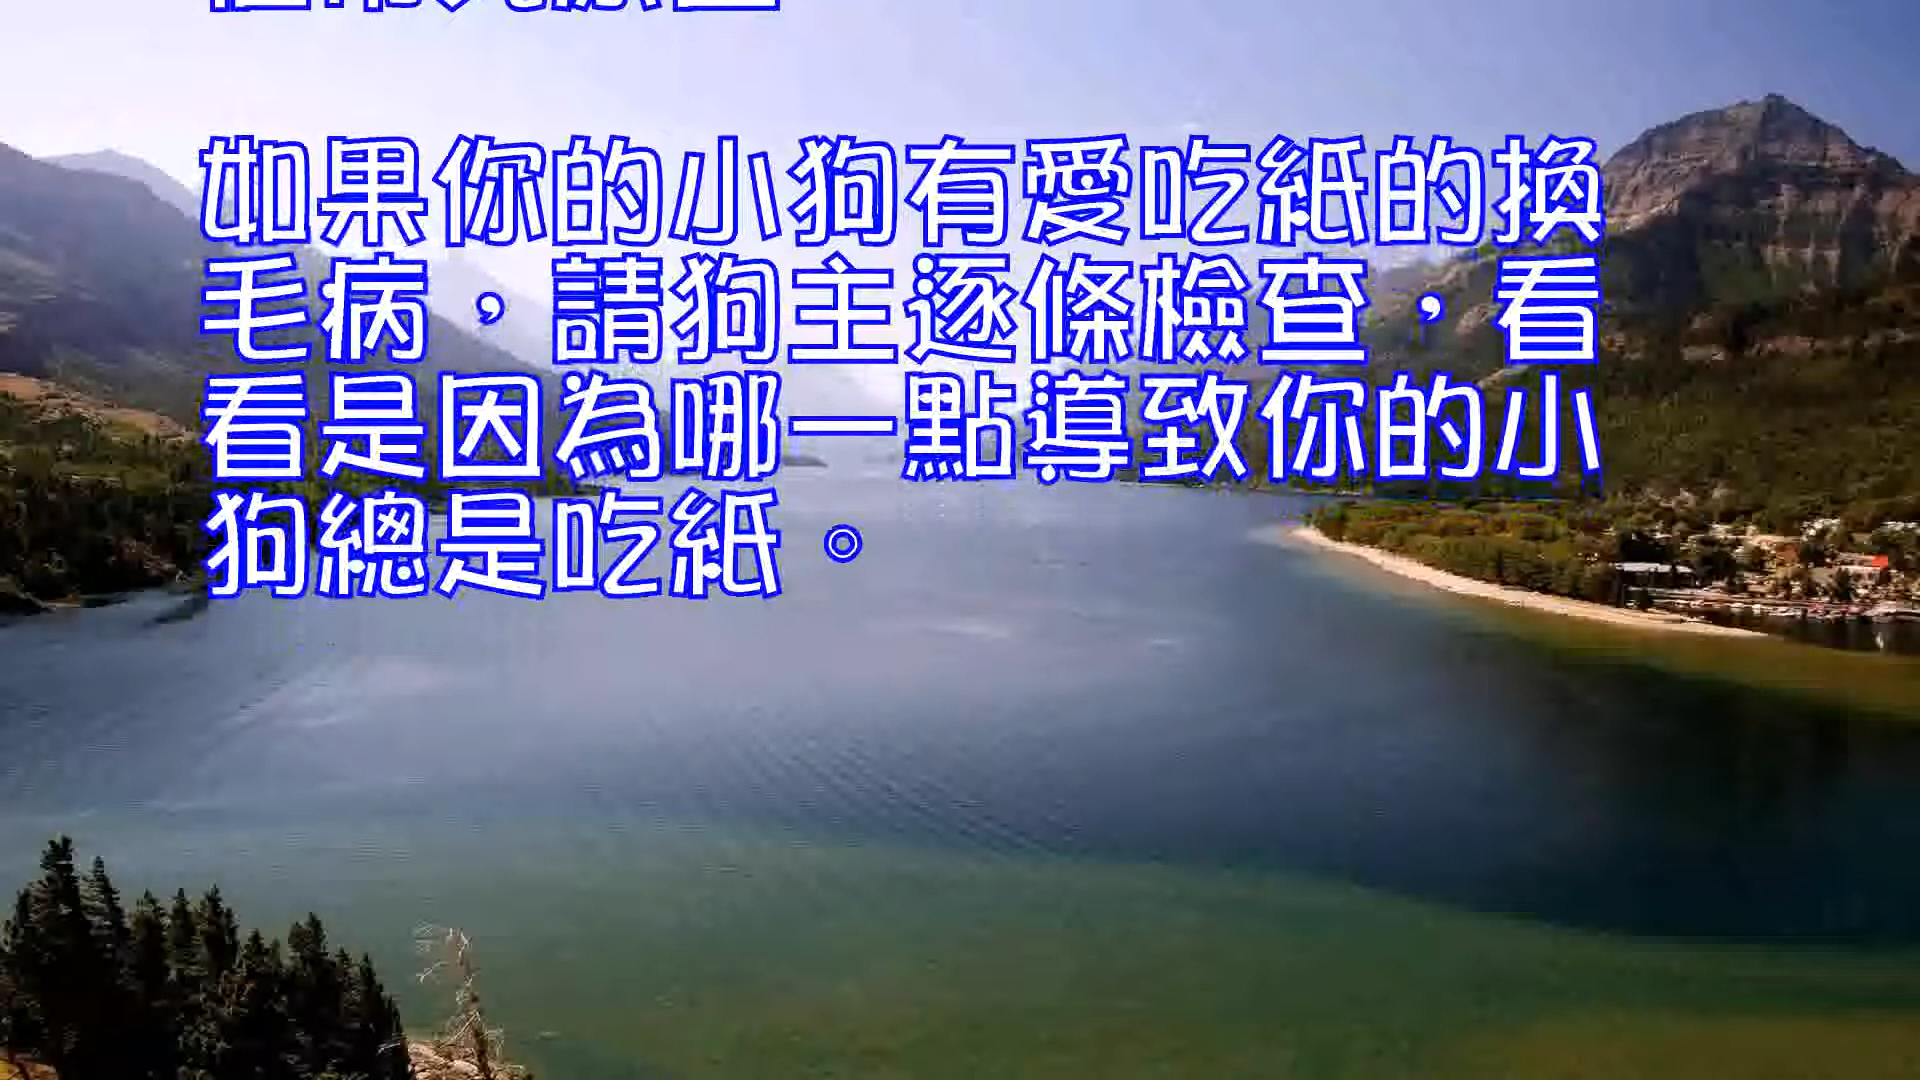 如果你的小狗有愛吃紙的換
毛病，請狗主逐條檢查，看
看是因為哪一點導致你的小
狗總是吃紙。